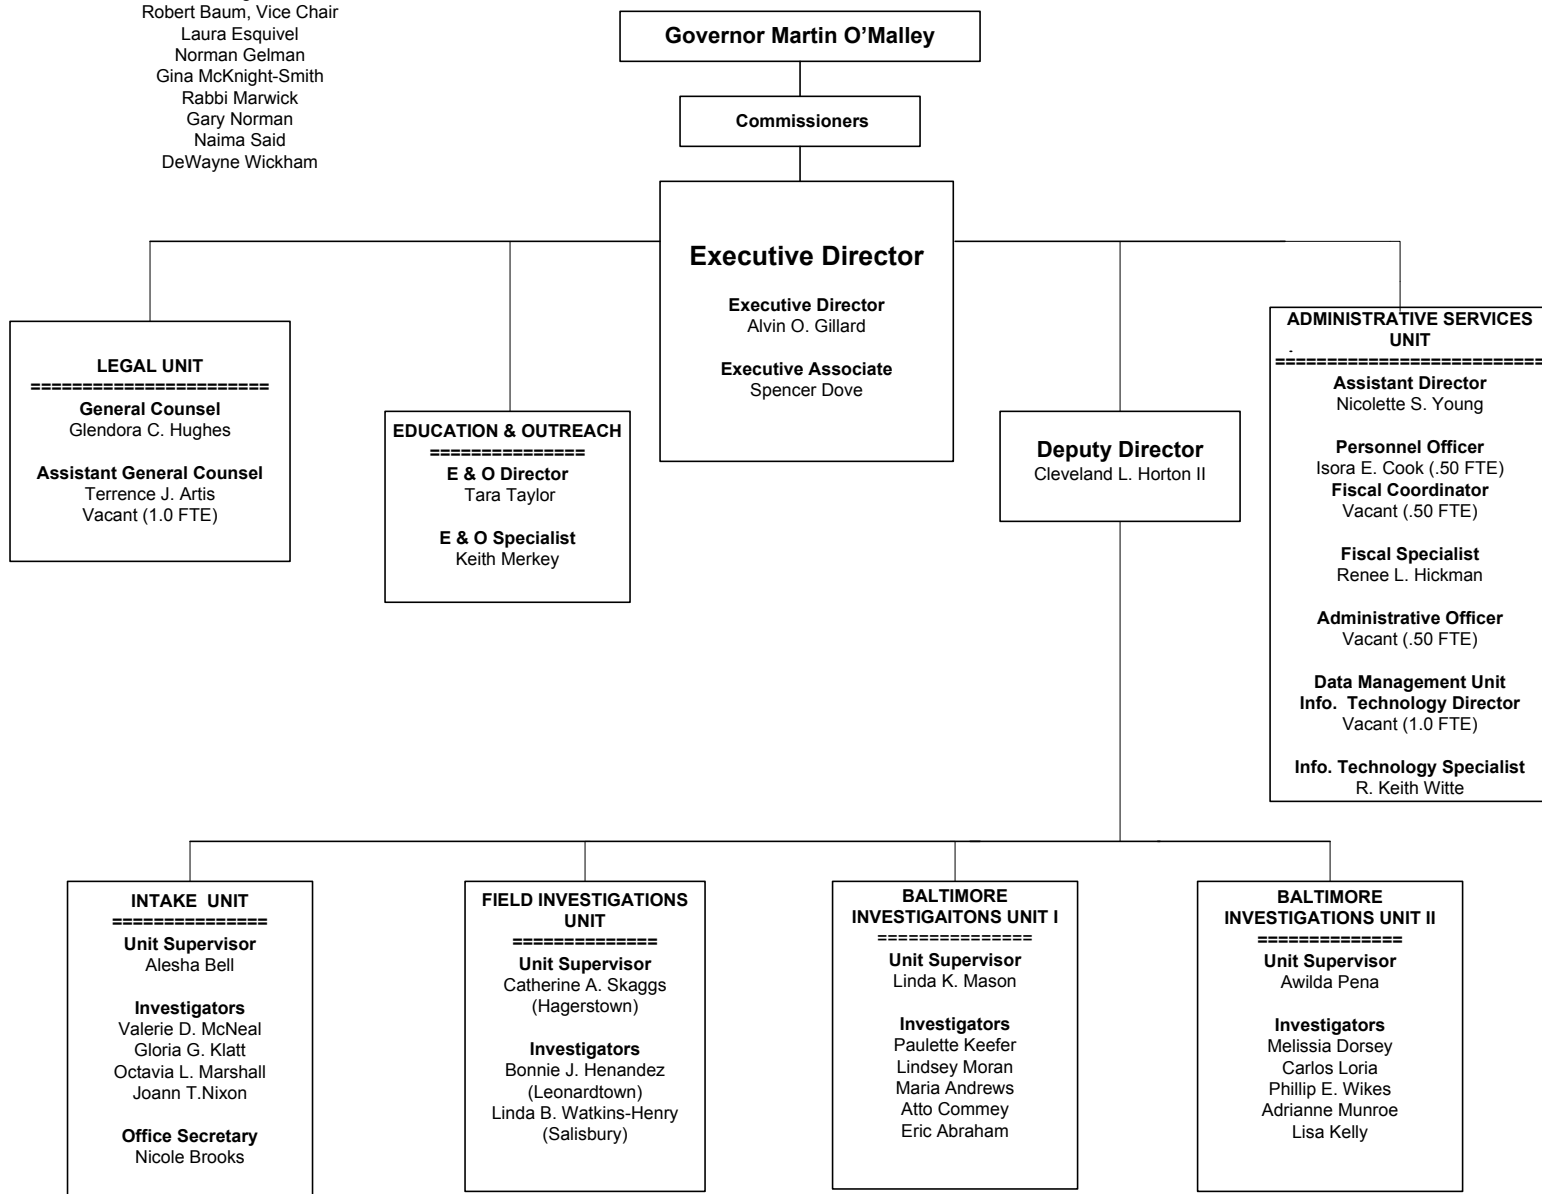 Robert Baum, Vice Chair
Laura Esquivel
Norman Gelman
Gina McKnight-Smith
Rabbi Marwick
Gary Norman
Naima Said
DeWayne Wickham
Governor Martin O’Malley
Commissioners
Executive Director
Executive Director
Alvin O. Gillard
Executive Associate
Spencer Dove
LEGAL UNIT
=======================
General Counsel
Glendora C. Hughes
Assistant General Counsel
Terrence J. Artis
Vacant (1.0 FTE)
EDUCATION & OUTREACH
===============
E & O Director
Tara Taylor
E & O Specialist
Keith Merkey
Deputy Director
Cleveland L. Horton II
ADMINISTRATIVE SERVICES
UNIT
==========================
Assistant Director
Nicolette S. Young
Personnel Officer
Isora E. Cook (.50 FTE)
Fiscal Coordinator
Vacant (.50 FTE)
Fiscal Specialist
Renee L. Hickman
Administrative Officer
Vacant (.50 FTE)
Data Management Unit
Info. Technology Director
Vacant (1.0 FTE)
Info. Technology Specialist
R. Keith Witte
INTAKE UNIT
===============
Unit Supervisor
Alesha Bell
Investigators
Valerie D. McNeal
Gloria G. Klatt
Octavia L. Marshall
Joann T.Nixon
Office Secretary
Nicole Brooks
FIELD INVESTIGATIONS
UNIT
==============
Unit Supervisor
Catherine A. Skaggs
(Hagerstown)
Investigators
Bonnie J. Henandez
(Leonardtown)
Linda B. Watkins-Henry
(Salisbury)
BALTIMORE
INVESTIGAITONS UNIT I
===============
Unit Supervisor
Linda K. Mason
Investigators
Paulette Keefer
Lindsey Moran
Maria Andrews
Atto Commey
Eric Abraham
BALTIMORE
INVESTIGATIONS UNIT II
==============
Unit Supervisor
Awilda Pena
Investigators
Melissia Dorsey
Carlos Loria
Phillip E. Wikes
Adrianne Munroe
Lisa Kelly